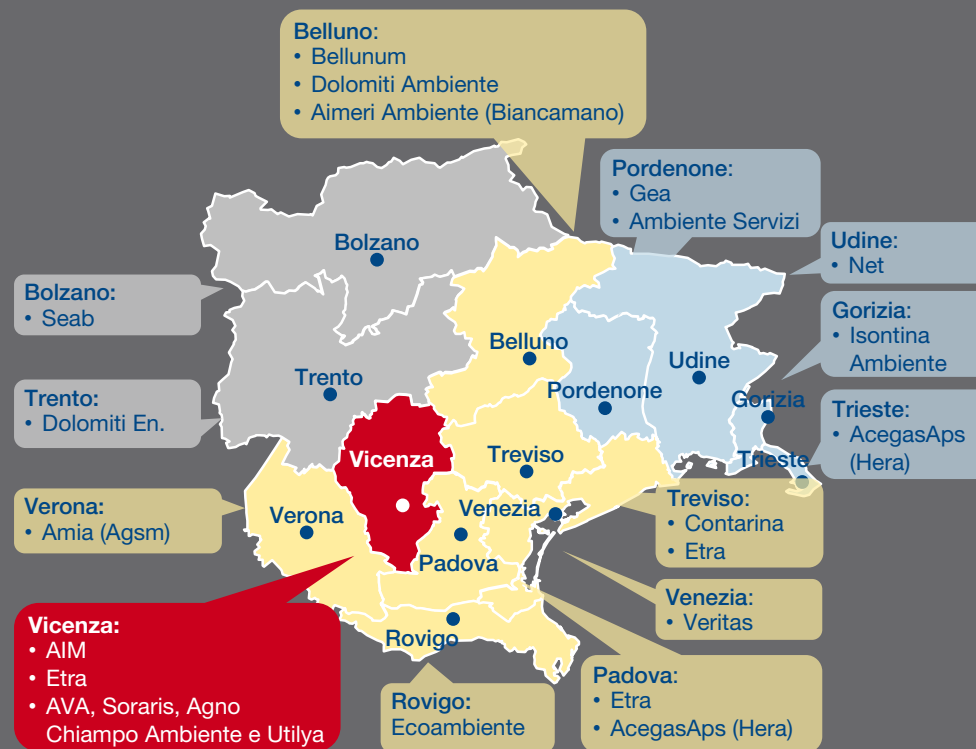 Belluno:
• Bellunum
• Dolomiti Ambiente
• Aimeri Ambiente (Biancamano)
Pordenone:
• Gea
• Ambiente Servizi
Udine:
• Net
Bolzano
Bolzano:
• Seab
Gorizia:
• Isontina
Ambiente
Belluno
Udine
Trento
Pordenone
Gorizia
Trento:
• Dolomiti En.
Trieste:
• AcegasAps
(Hera)
Vicenza
Treviso
Trieste
Verona:
• Amia (Agsm)
Verona
Venezia
Padova
Treviso:
• Contarina
• Etra
Venezia:
• Veritas
Vicenza:
• AIM
• Etra
• AVA, Soraris, Agno
Chiampo Ambiente e Utilya
Rovigo
Rovigo:
Ecoambiente
Padova:
• Etra
• AcegasAps (Hera)